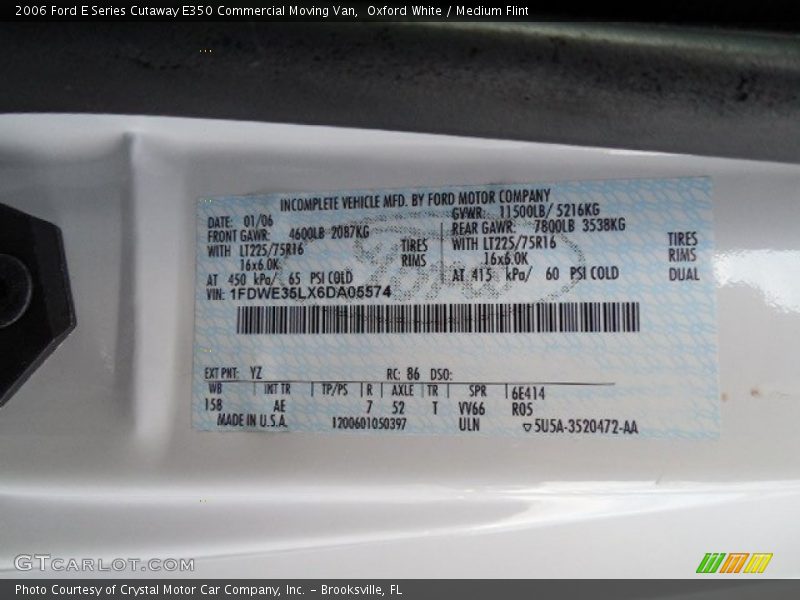 2006 Ford E Series Cutaway E350 Commercial Moving Van, Oxford White / Medium Flint
INCOMPLETE VEHICLE MFD. BY FORD MOTOR COMPANY
DATE: 01/06 GVWR: 11500LB/ 5216KG
FRONT GAWR: 4600LB 2087KG REAR GAWR: 7800LB 3538KG
WITH LT225/75R16 TIRES WITH LT225/75R16 TIRES
16x6.0K RIMS 16x6.0K RIMS
AT 450 kPa/ 65 PSI COLD AT 415 kPa/ 60 PSI COLD DUAL
VIN: 1FDWE35LX6DA05574
EXT PNT: YZ RC: 86 DSO:
WB INT TR TP/PS R AXLE TR SPR 6E414
158 AE 7 52 T VV66 R05
MADE IN U.S.A. 1200601050397 ULN 5U5A-3520472-AA
GTCARLOT.COM
Photo Courtesy of Crystal Motor Car Company, Inc. – Brooksville, FL